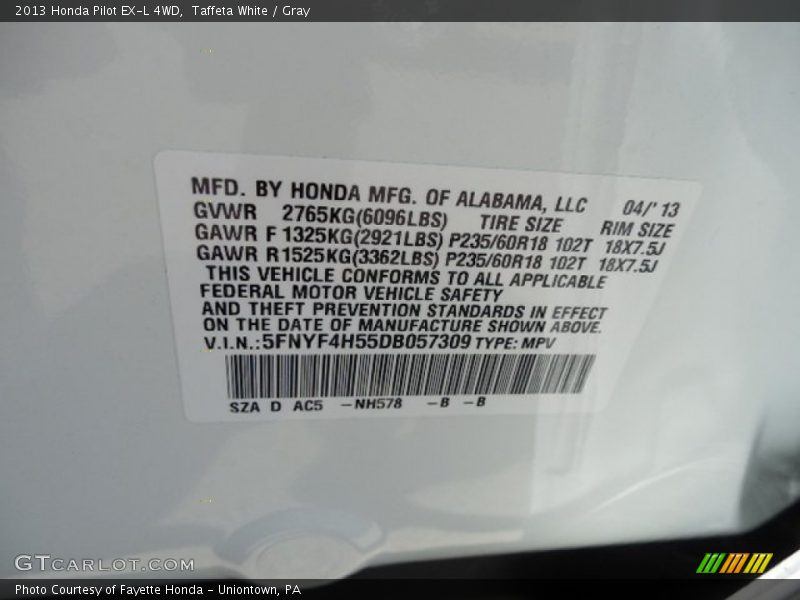 2013 Honda Pilot EX-L 4WD, Taffeta White / Gray
MFD. BY HONDA MFG. OF ALABAMA, LLC 04/'13
GVWR 2765KG(6096LBS) TIRE SIZE RIM SIZE
GAWR F 1325KG(2921LBS) P235/60R18 102T 18X7.5J
GAWR R1525KG(3362LBS) P235/60R18 102T 18X7.5J
THIS VEHICLE CONFORMS TO ALL APPLICABLE
FEDERAL MOTOR VEHICLE SAFETY
AND THEFT PREVENTION STANDARDS IN EFFECT
ON THE DATE OF MANUFACTURE SHOWN ABOVE.
V.I.N.:5FNYF4H55DB057309 TYPE: MPV
SZA D AC5 -NH578 -B -B
GTCARLOT.COM
Photo Courtesy of Fayette Honda - Uniontown, PA